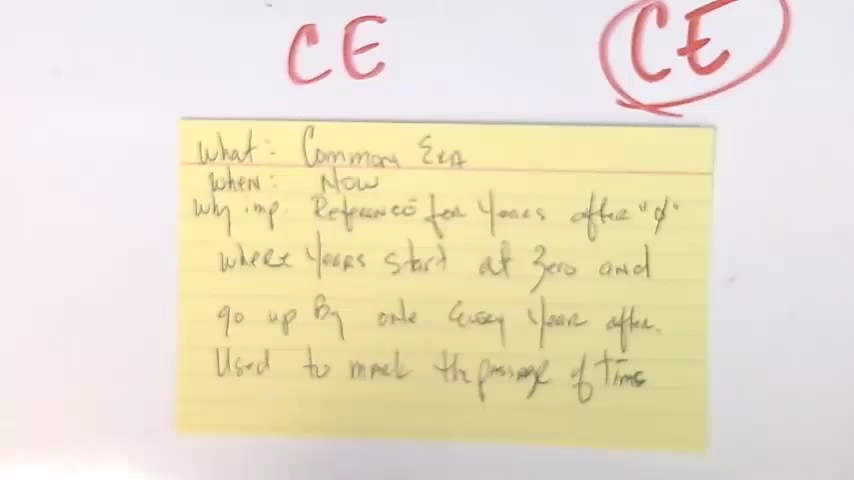 CE CE
What: Common Era
When: Now
Why imp. Reference for Years after "0"
where Years start at Zero and
go up By one Every Year after.
Used to mark the passage of Time